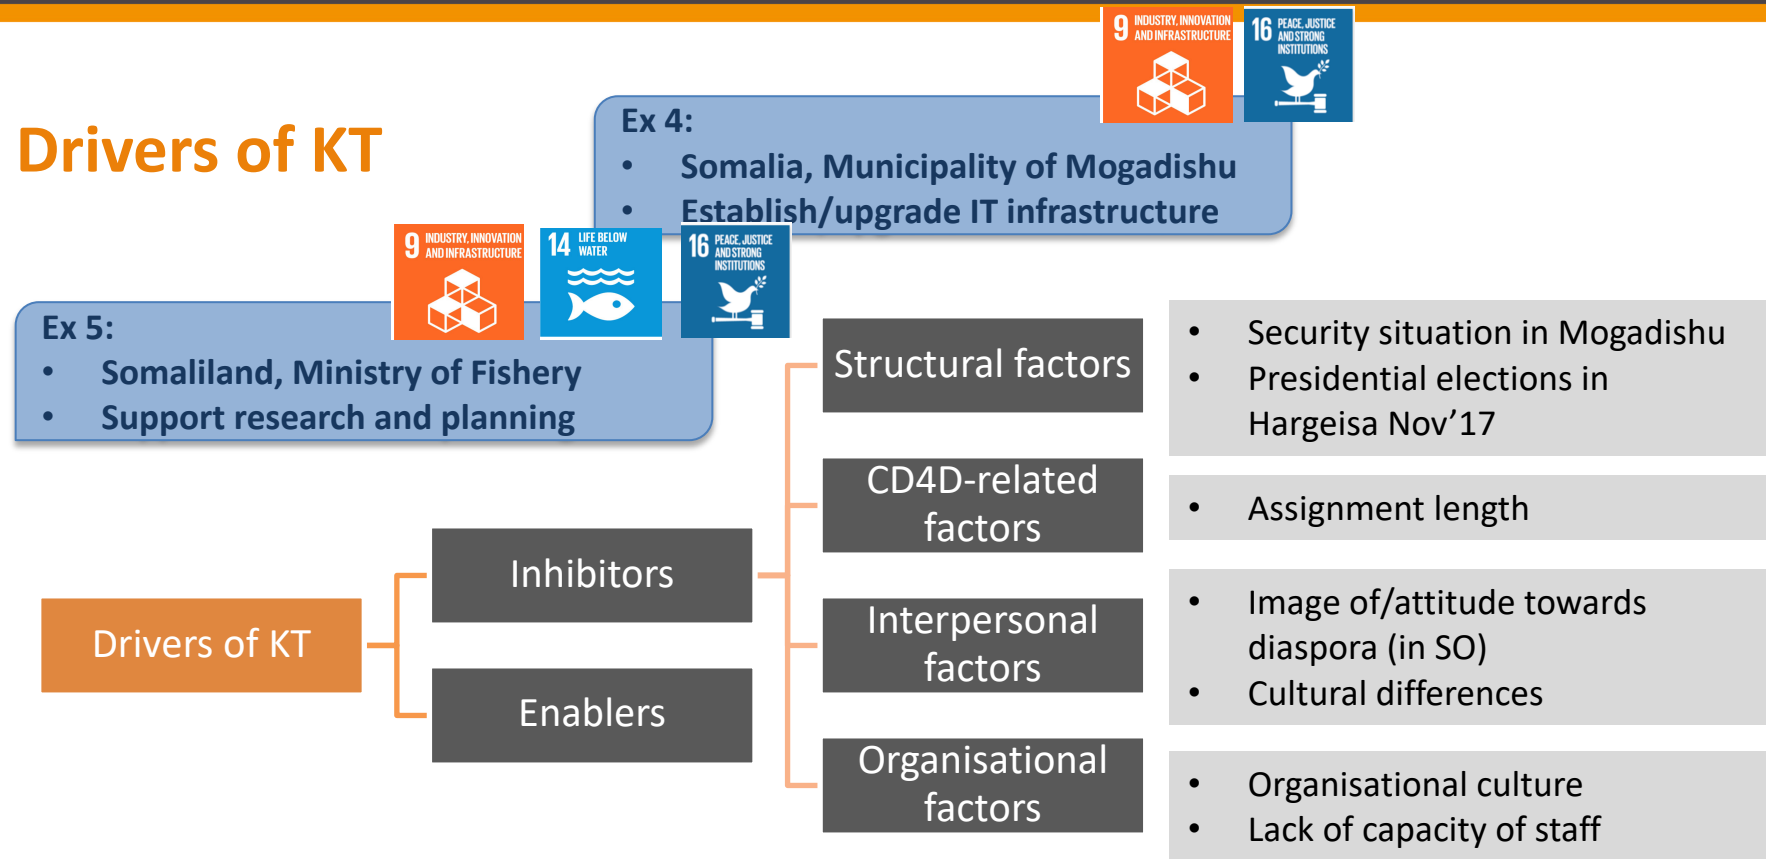 9 INDUSTRY, INNOVATION
AND INFRASTRUCTURE
16 PEACE, JUSTICE
AND STRONG
INSTITUTIONS
Drivers of KT
Ex 4:
• Somalia, Municipality of Mogadishu
• Establish/upgrade IT infrastructure
9 INDUSTRY, INNOVATION
AND INFRASTRUCTURE
14 LIFE BELOW
WATER
16 PEACE, JUSTICE
AND STRONG
INSTITUTIONS
Ex 5:
• Somaliland, Ministry of Fishery
• Support research and planning
Drivers of KT
Inhibitors
Enablers
Structural factors
• Security situation in Mogadishu
• Presidential elections in
Hargeisa Nov’17
CD4D-related
factors
• Assignment length
Interpersonal
factors
• Image of/attitude towards
diaspora (in SO)
• Cultural differences
Organisational
factors
• Organisational culture
• Lack of capacity of staff